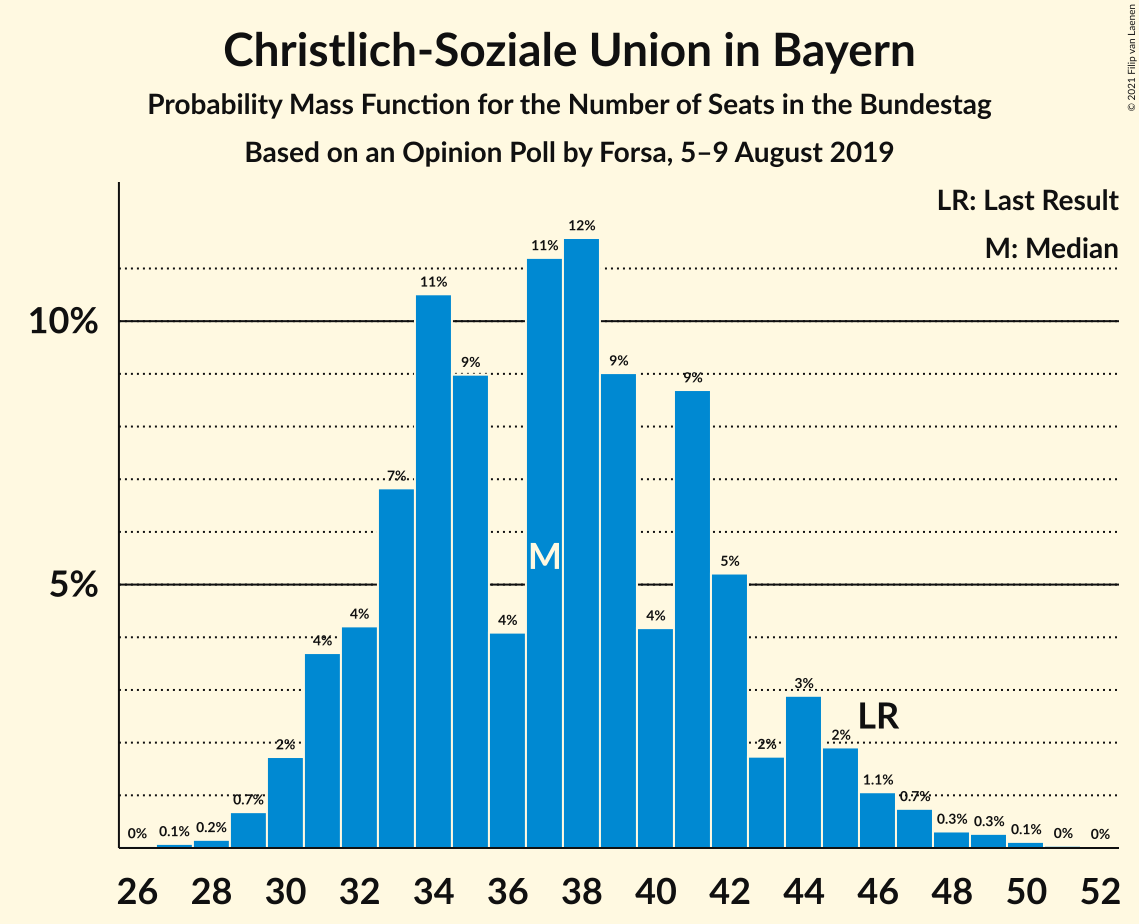 Christlich-Soziale Union in Bayern
Probability Mass Function for the Number of Seats in the Bundestag
Based on an Opinion Poll by Forsa, 5–9 August 2019
© 2021 Filip van Laenen
LR: Last Result
M: Median
10%
5%
0% 0.1% 0.2% 0.7% 2% 4% 4% 7% 11% 9% 4% 11% 12% 9% 4% 9% 5% 2% 3% 2% 1.1% 0.7% 0.3% 0.3% 0.1% 0% 0%
M
LR
26 28 30 32 34 36 38 40 42 44 46 48 50 52